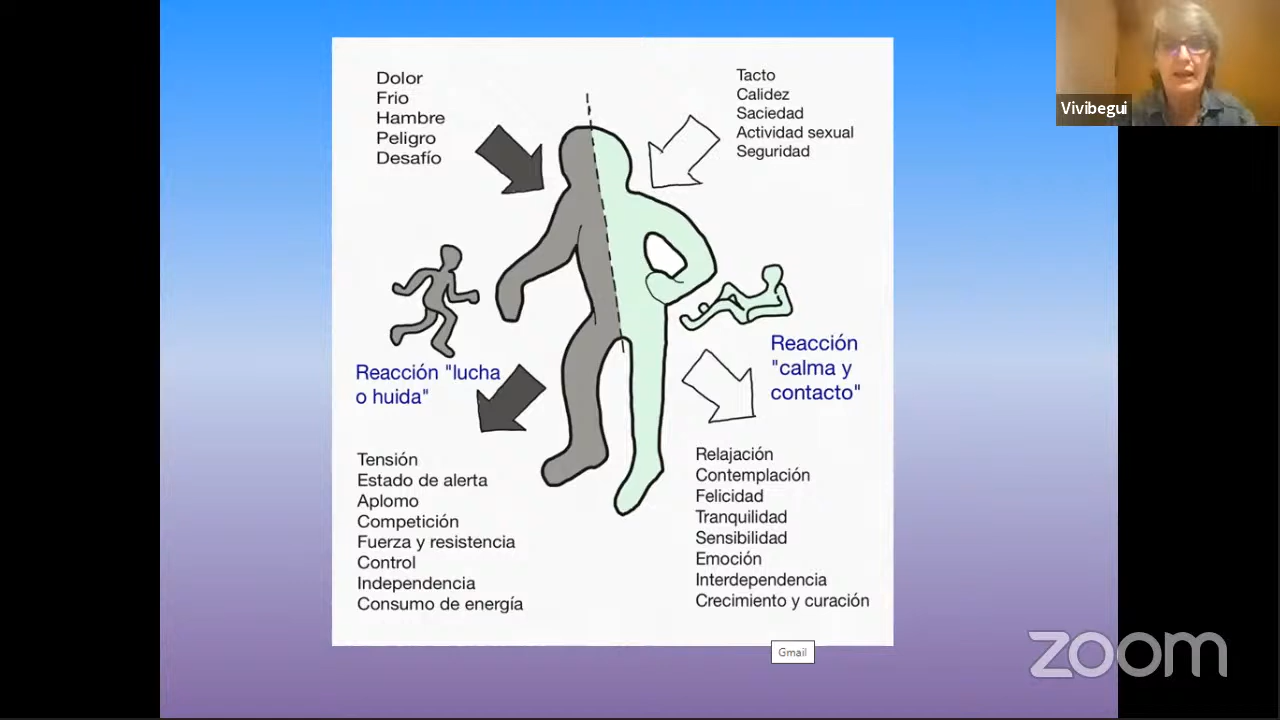 Dolor
Frio
Hambre
Peligro
Desafío
Tacto
Calidez
Saciedad
Actividad sexual
Seguridad
Vivibegui
Reacción "lucha
o huida"
Reacción
"calma y
contacto"
Tensión
Estado de alerta
Aplomo
Competición
Fuerza y resistencia
Control
Independencia
Consumo de energía
Relajación
Contemplación
Felicidad
Tranquilidad
Sensibilidad
Emoción
Interdependencia
Crecimiento y curación
Gmail
zoom